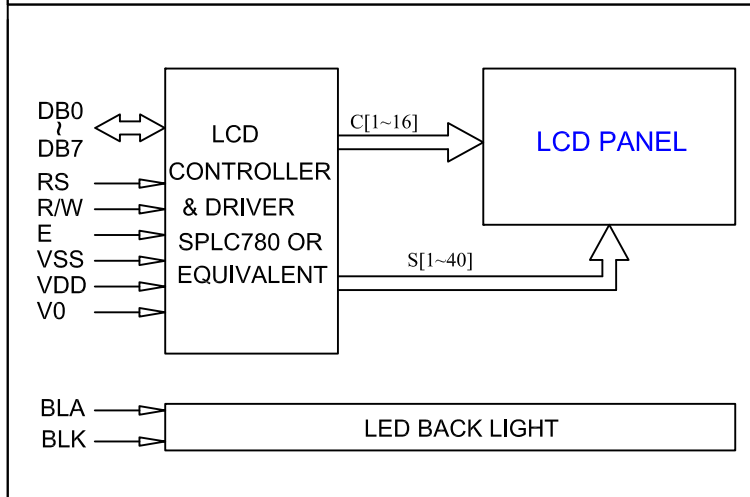 DB0
~
DB7
RS
R/W
E
VSS
VDD
V0
LCD
CONTROLLER
& DRIVER
SPLC780 OR
EQUIVALENT
C[1~16]
S[1~40]
LCD PANEL
BLA
BLK
LED BACK LIGHT